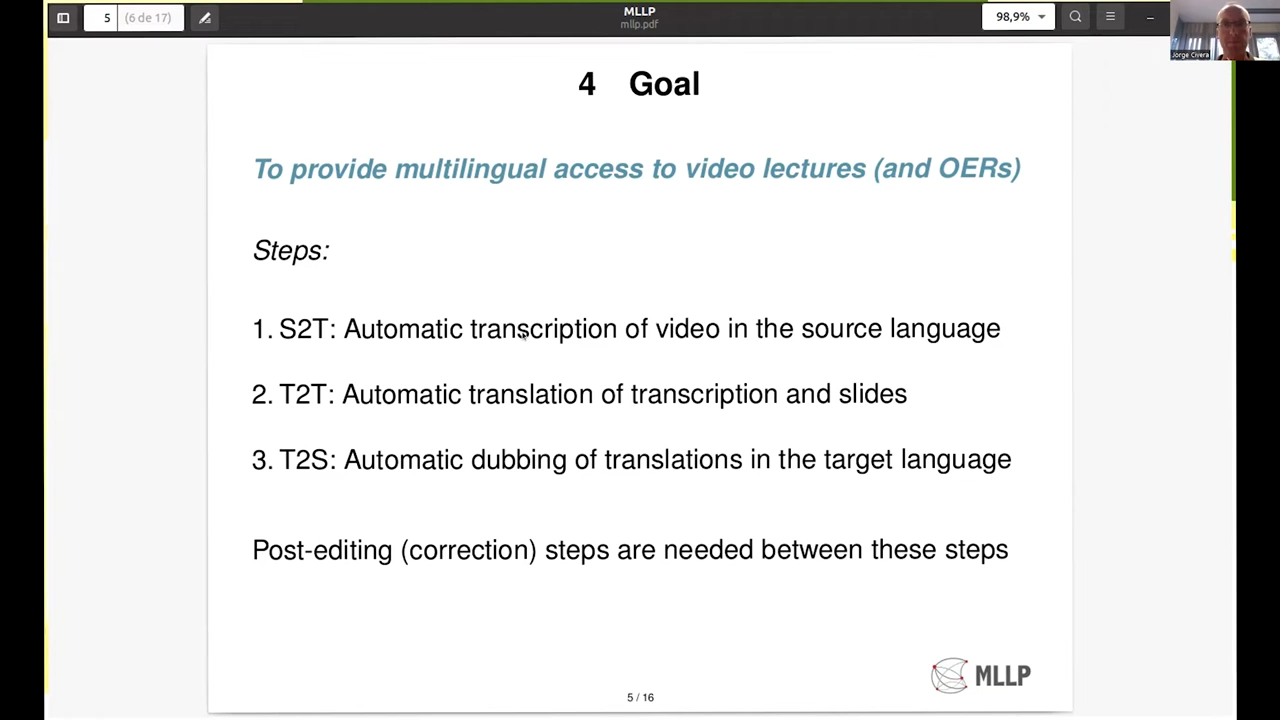 5
(6 de 17)
MLLP
mllp.pdf
98,9%
Jorge Civera
4 Goal
To provide multilingual access to video lectures (and OERs)
Steps:
1. S2T: Automatic transcription of video in the source language
2. T2T: Automatic translation of transcription and slides
3. T2S: Automatic dubbing of translations in the target language
Post-editing (correction) steps are needed between these steps
MLLP
5 / 16